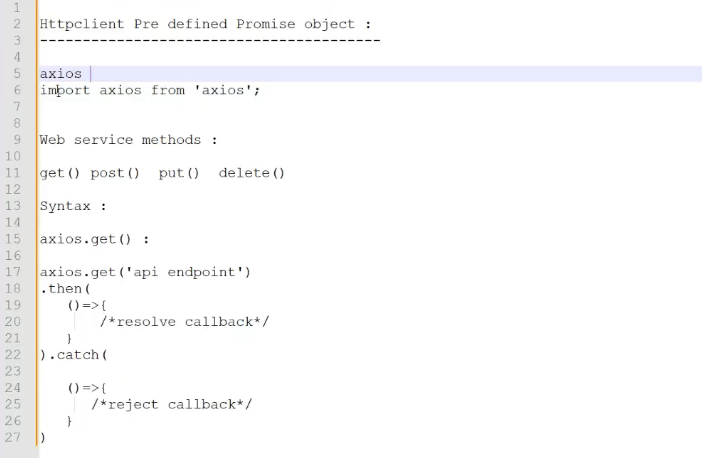 1
2 Httpclient Pre defined Promise object :
3 ----------------------------------------
4
5 axios
6 import axios from 'axios';
7
8
9 Web service methods :
10
11 get() post()  put()  delete()
12
13 Syntax :
14
15 axios.get() :
16
17 axios.get('api endpoint')
18 .then(
19    ()=>{
20        /*resolve callback*/
21    }
22 ).catch(
23
24    ()=>{
25       /*reject callback*/
26    }
27 )